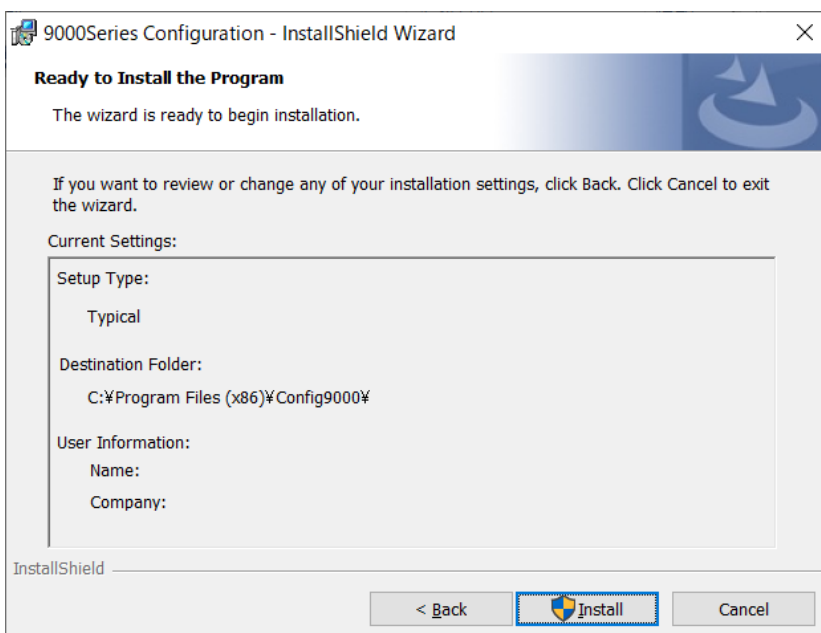 9000Series Configuration - InstallShield Wizard
Ready to Install the Program
The wizard is ready to begin installation.
If you want to review or change any of your installation settings, click Back. Click Cancel to exit
the wizard.
Current Settings:
Setup Type:
Typical
Destination Folder:
C:¥Program Files (x86)¥Config9000¥
User Information:
Name:
Company:
InstallShield
< Back
Install
Cancel